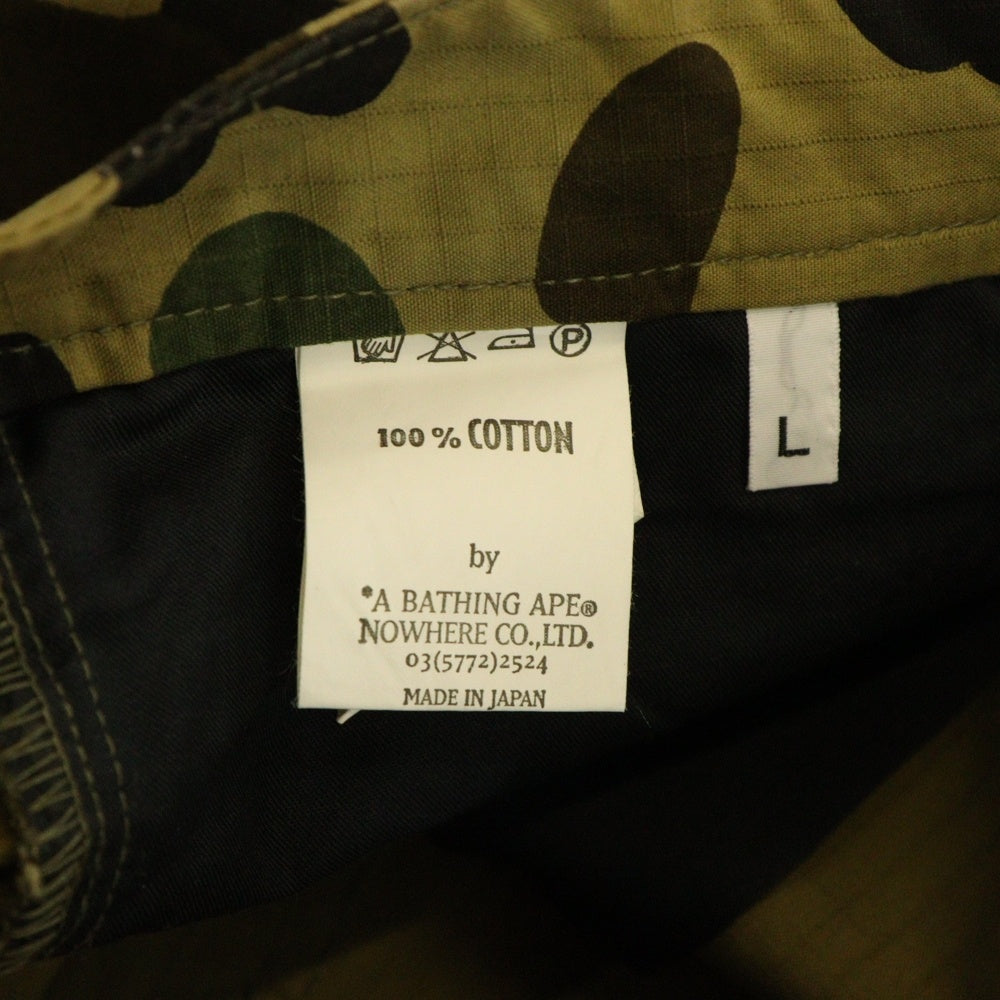 P
100% COTTON
by
*A BATHING APE®
NOWHERE CO.,LTD.
03(5772)2524
MADE IN JAPAN
L